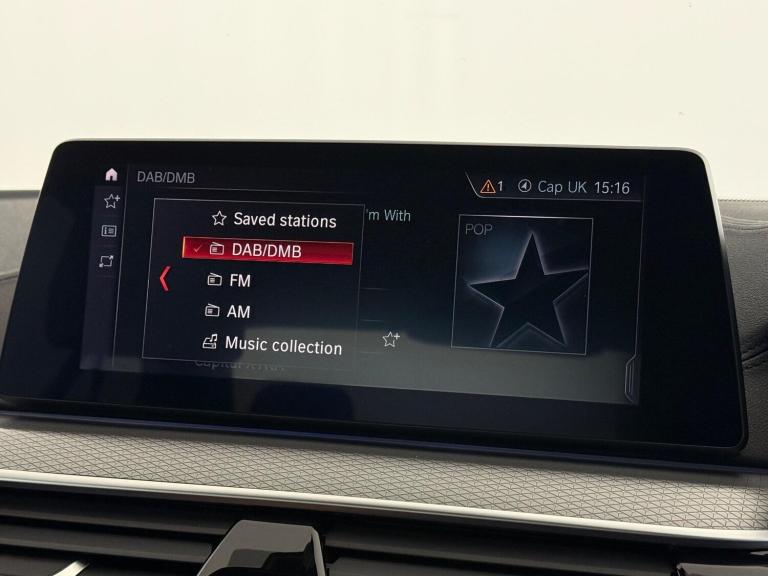 DAB/DMB
1 Cap UK 15:16
'm With
POP
Saved stations
DAB/DMB
FM
AM
Music collection